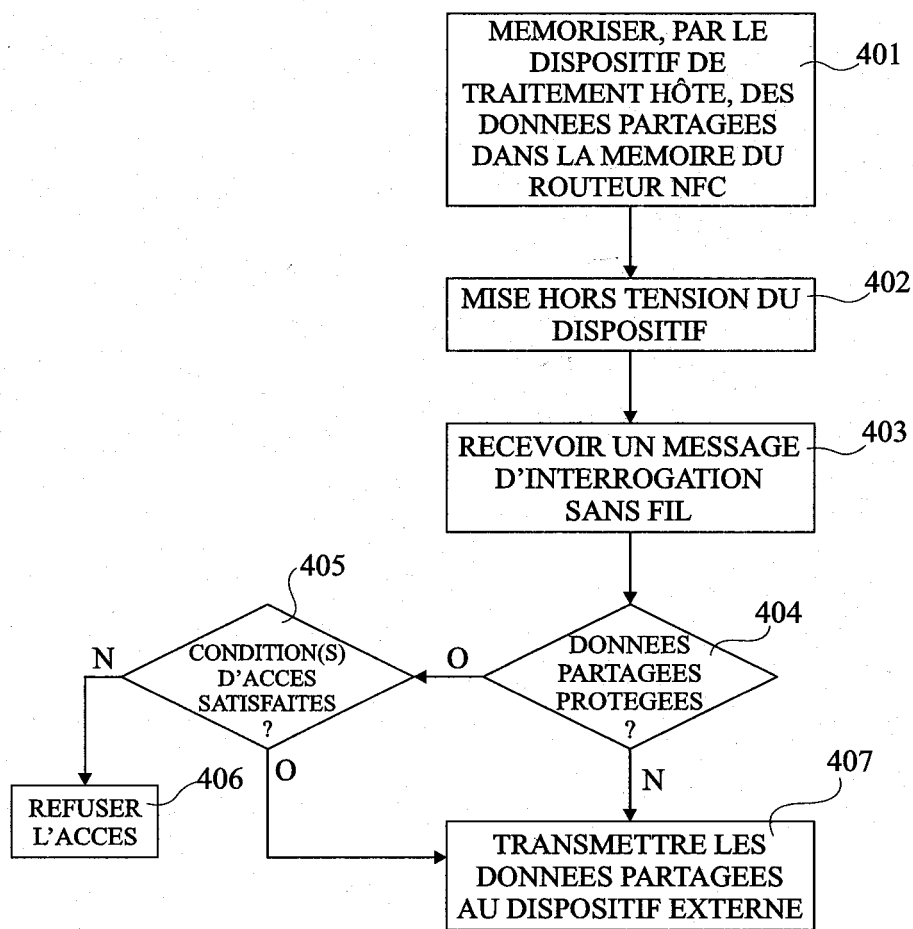 MEMORISER, PAR LE
DISPOSITIF DE
TRAITEMENT HÔTE, DES
DONNEES PARTAGEES
DANS LA MEMOIRE DU
ROUTEUR NFC
401
MISE HORS TENSION DU
DISPOSITIF
402
RECEVOIR UN MESSAGE
D'INTERROGATION
SANS FIL
403
405
404
N
CONDITION(S)
D'ACCES
SATISFAITES
?
O
DONNEES
PARTAGEES
PROTEGEES
?
406
O
N
407
REFUSER
L'ACCES
TRANSMETTRE LES
DONNEES PARTAGEES
AU DISPOSITIF EXTERNE